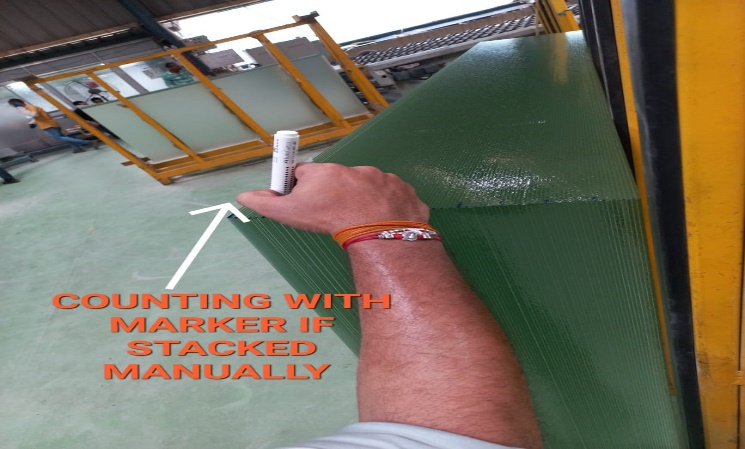 COUNTING WITH
MARKER IF
STACKED
MANUALLY